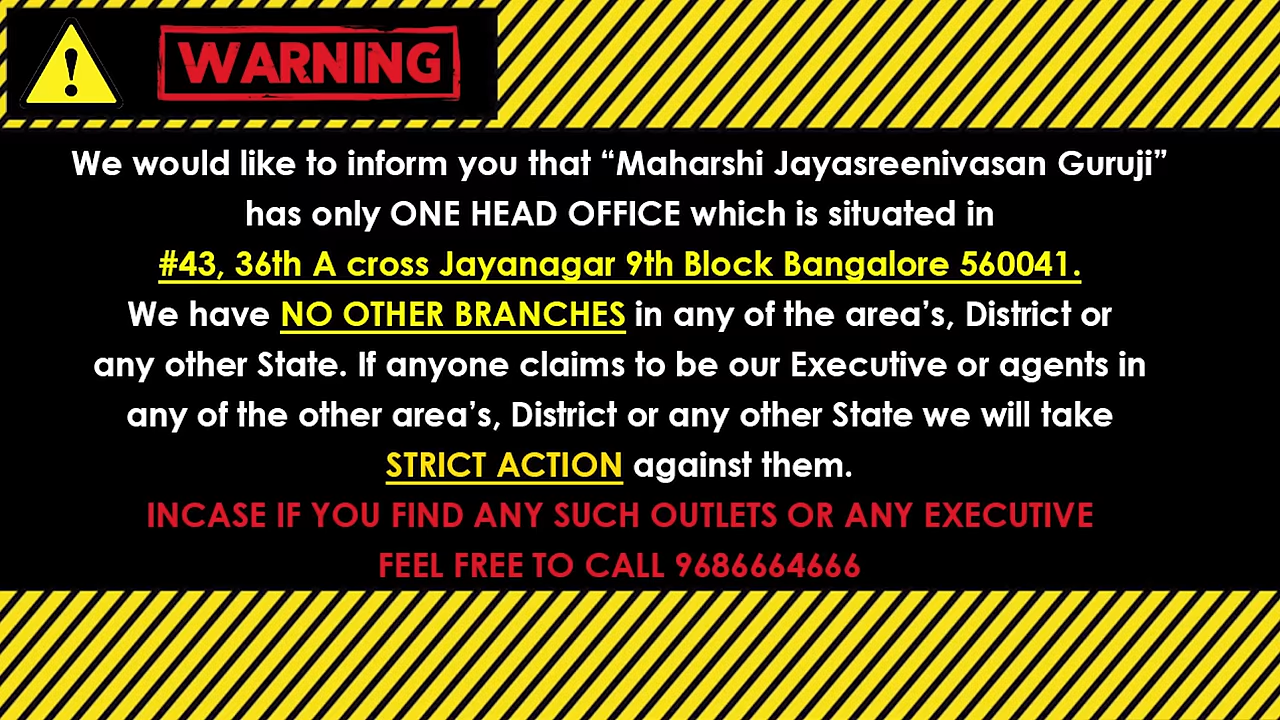 WARNING
We would like to inform you that “Maharshi Jayasreenivasan Guruji”
has only ONE HEAD OFFICE which is situated in
#43, 36th A cross Jayanagar 9th Block Bangalore 560041.
We have NO OTHER BRANCHES in any of the area’s, District or
any other State. If anyone claims to be our Executive or agents in
any of the other area’s, District or any other State we will take
STRICT ACTION against them.
INCASE IF YOU FIND ANY SUCH OUTLETS OR ANY EXECUTIVE
FEEL FREE TO CALL 9686664666